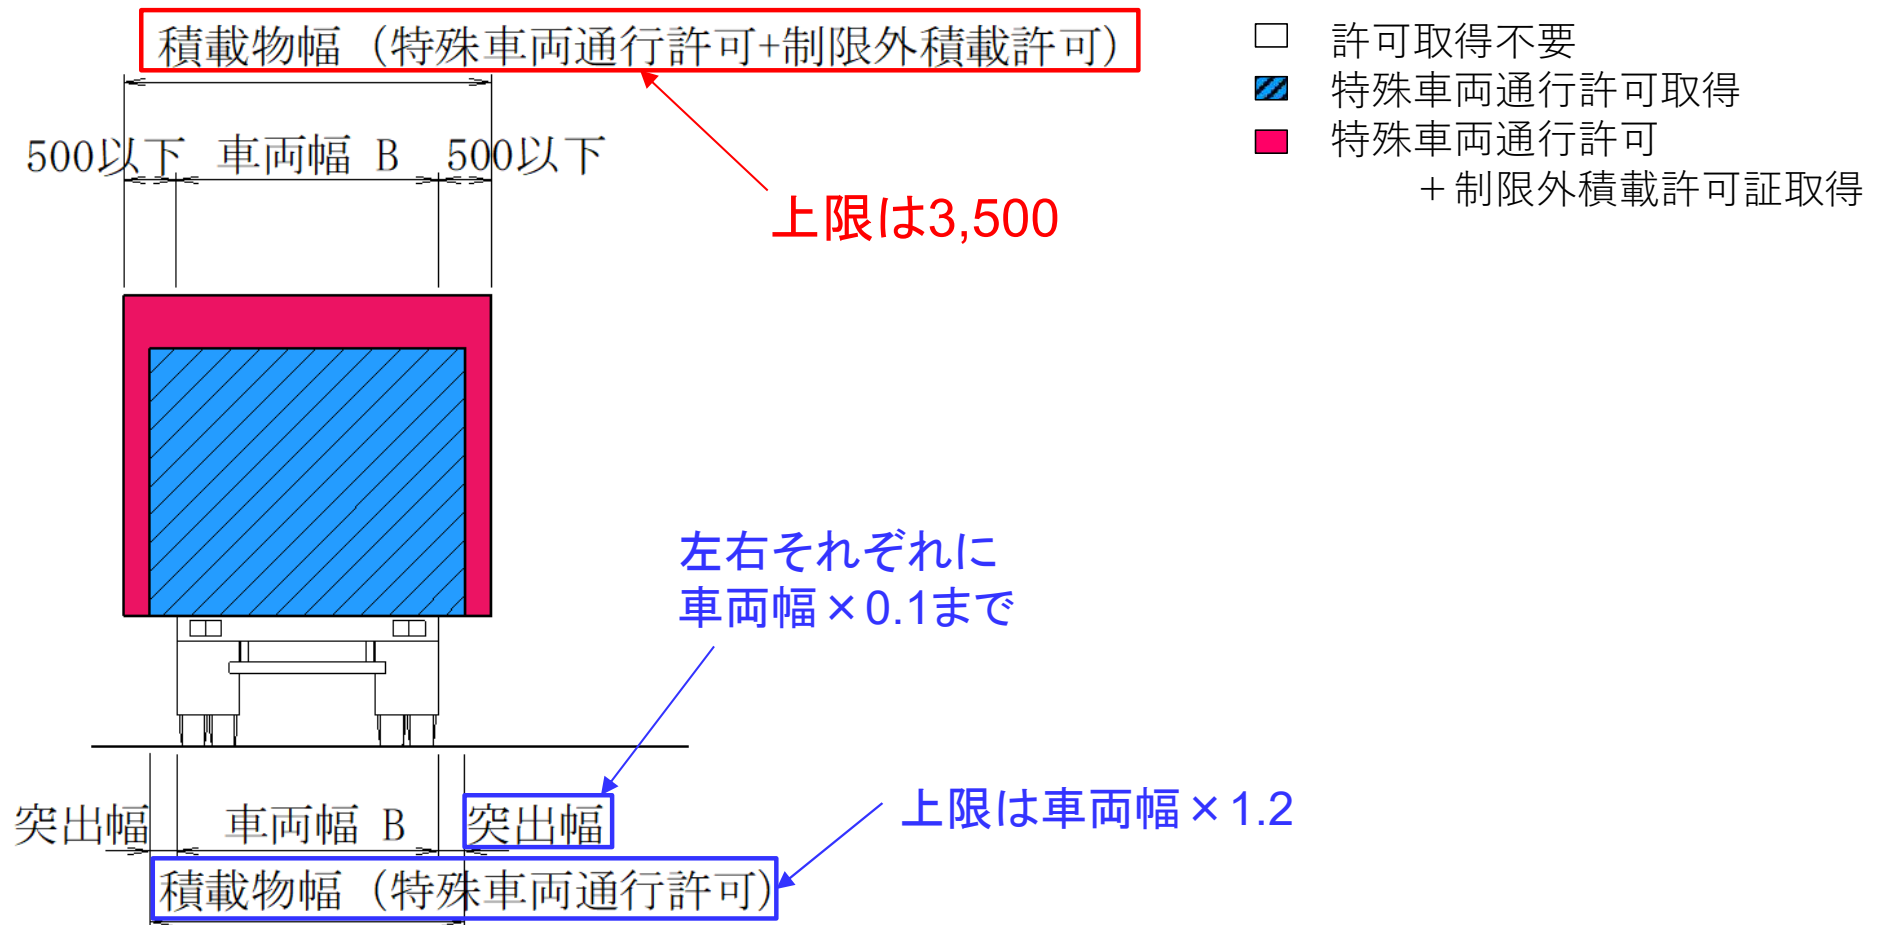 積載物幅（特殊車両通行許可+制限外積載許可）
500以下 車両幅 B 500以下
上限は3,500
許可取得不要
特殊車両通行許可取得
特殊車両通行許可
＋制限外積載許可証取得
左右それぞれに
車両幅×0.1まで
突出幅 車両幅 B 突出幅
上限は車両幅×1.2
積載物幅（特殊車両通行許可）